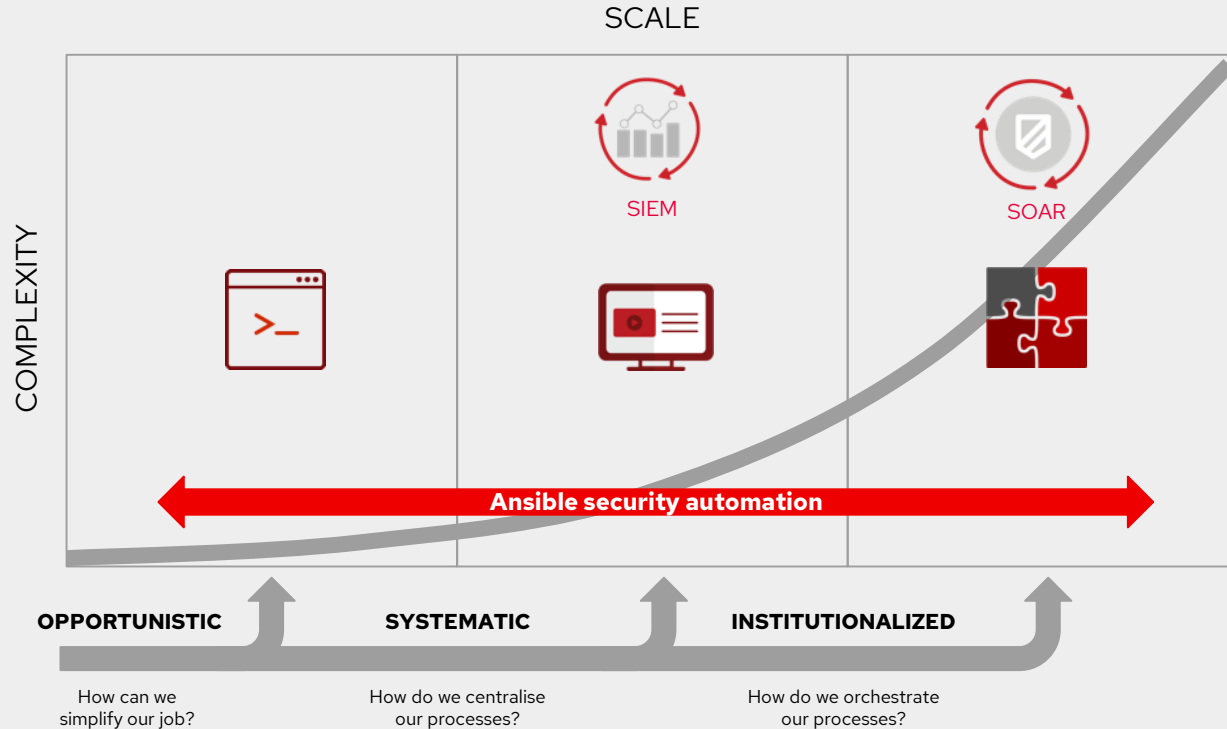 SCALE
COMPLEXITY
SIEM
SOAR
>_
Ansible security automation
OPPORTUNISTIC
SYSTEMATIC
INSTITUTIONALIZED
How can we
simplify our job?
How do we centralise
our processes?
How do we orchestrate
our processes?